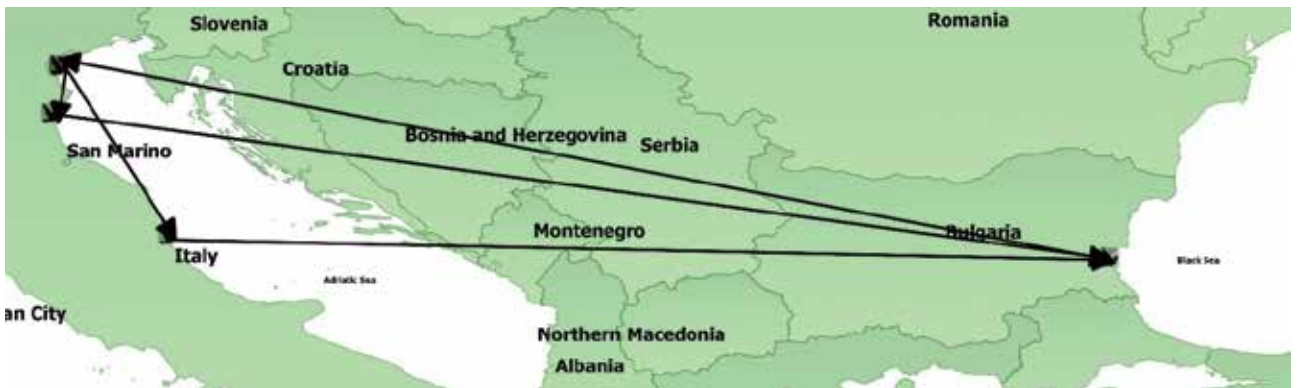 Romania
Slovenia
Croatia
Bosnia and Herzegovina
Serbia
San Marino
Montenegro
Bulgaria
Italy
Black Sea
Adriatic Sea
an City
Northern Macedonia
Albania